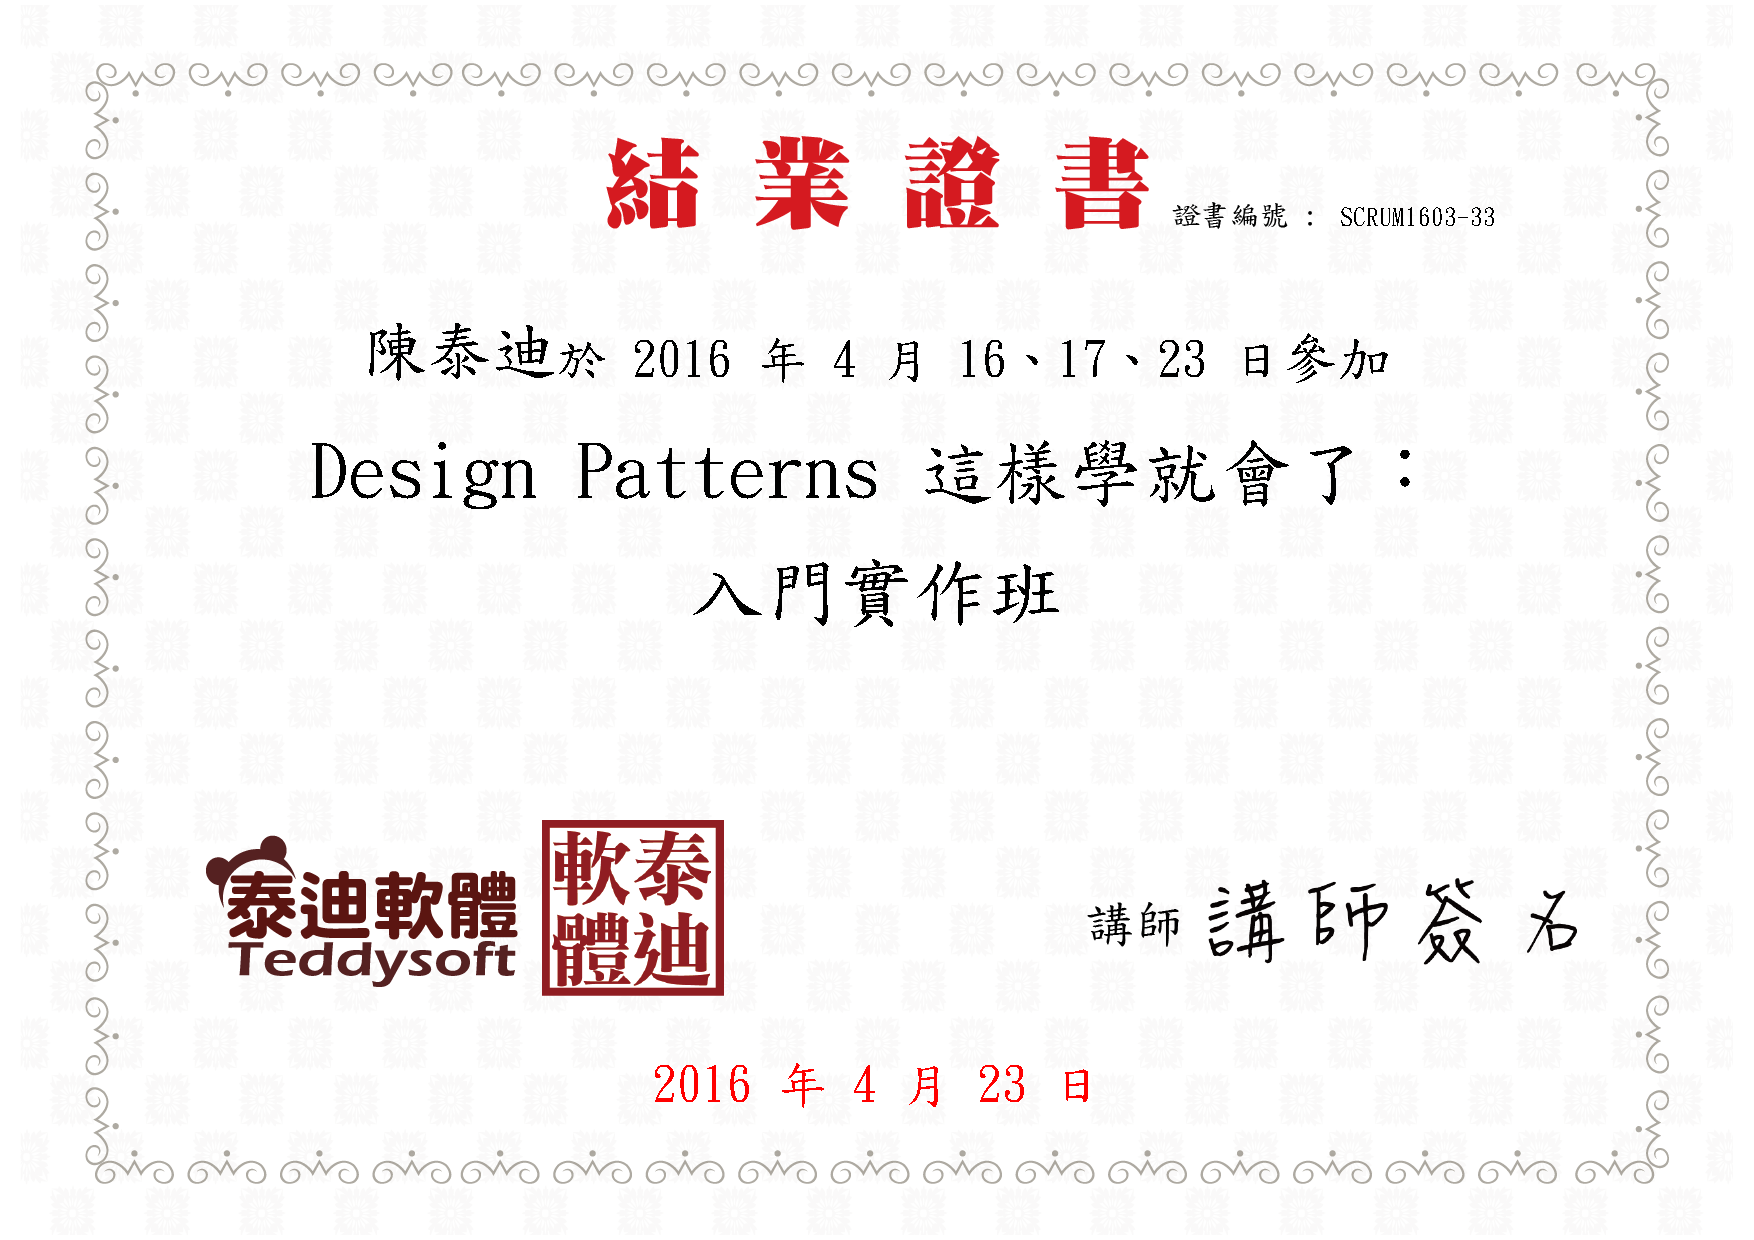 結業證書
證書編號： SCRUM1603-33
陳泰迪於 2016 年 4 月 16、17、23 日參加
Design Patterns 這樣學就會了：
入門實作班
泰迪軟體
Teddysoft
泰迪軟體
講師 講師簽名
2016 年 4 月 23 日